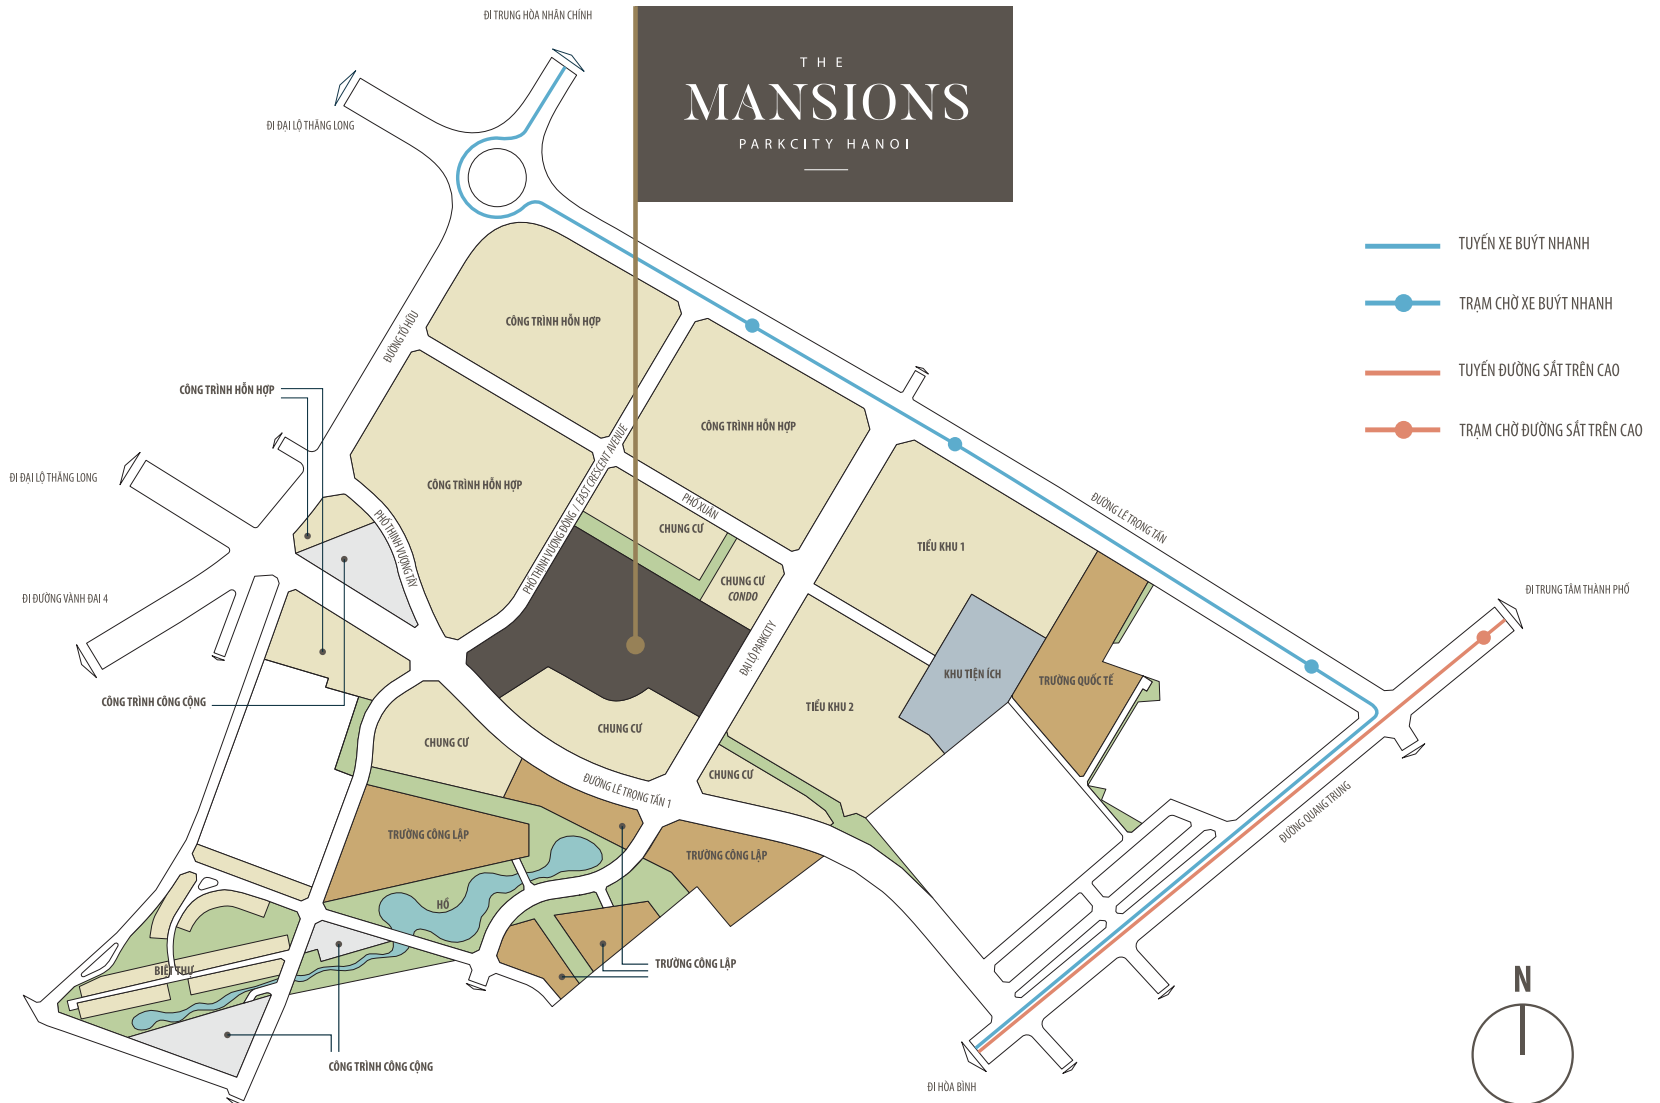 ĐI TRUNG HÒA NHÂN CHÍNH
THE
MANSIONS
PARKCITY HANOI
ĐI ĐẠI LỘ THĂNG LONG
TUYẾN XE BUÝT NHANH
TRẠM CHỜ XE BUÝT NHANH
TUYẾN ĐƯỜNG SẮT TRÊN CAO
TRẠM CHỜ ĐƯỜNG SẮT TRÊN CAO
CÔNG TRÌNH HỖN HỢP
ĐƯỜNG TỐ HỮU
CÔNG TRÌNH HỖN HỢP
CÔNG TRÌNH HỖN HỢP
CÔNG TRÌNH HỖN HỢP
PHỐ THỊNH VƯỢNG ĐÔNG / EAST CRESCENT AVENUE
ĐI ĐẠI LỘ THĂNG LONG
PHỐ XUÂN
CHUNG CƯ
PHỐ THỊNH VƯỢNG TÂY
TIỂU KHU 1
ĐƯỜNG LÊ TRỌNG TẤN
CHUNG CƯ
CONDO
ĐI ĐƯỜNG VÀNH ĐAI 4
ĐI TRUNG TÂM THÀNH PHỐ
ĐẠI LỘ PARKCITY
KHU TIỆN ÍCH
TRƯỜNG QUỐC TẾ
CÔNG TRÌNH CÔNG CỘNG
TIỂU KHU 2
CHUNG CƯ
CHUNG CƯ
CHUNG CƯ
ĐƯỜNG LÊ TRỌNG TẤN 1
ĐƯỜNG QUANG TRUNG
TRƯỜNG CÔNG LẬP
TRƯỜNG CÔNG LẬP
HỒ
TRƯỜNG CÔNG LẬP
BIỆT THỰ
N
CÔNG TRÌNH CÔNG CỘNG
ĐI HÒA BÌNH